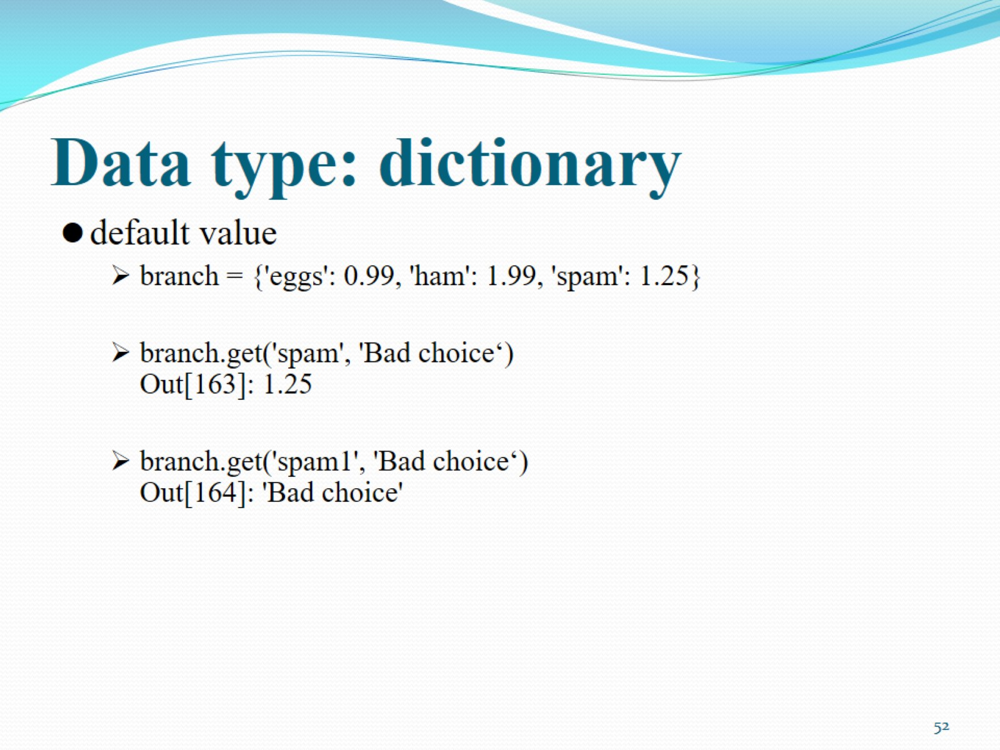 Data type: dictionary
● default value
➢ branch = {'eggs': 0.99, 'ham': 1.99, 'spam': 1.25}
➢ branch.get('spam', 'Bad choice‘)
Out[163]: 1.25
➢ branch.get('spam1', 'Bad choice‘)
Out[164]: 'Bad choice'
52